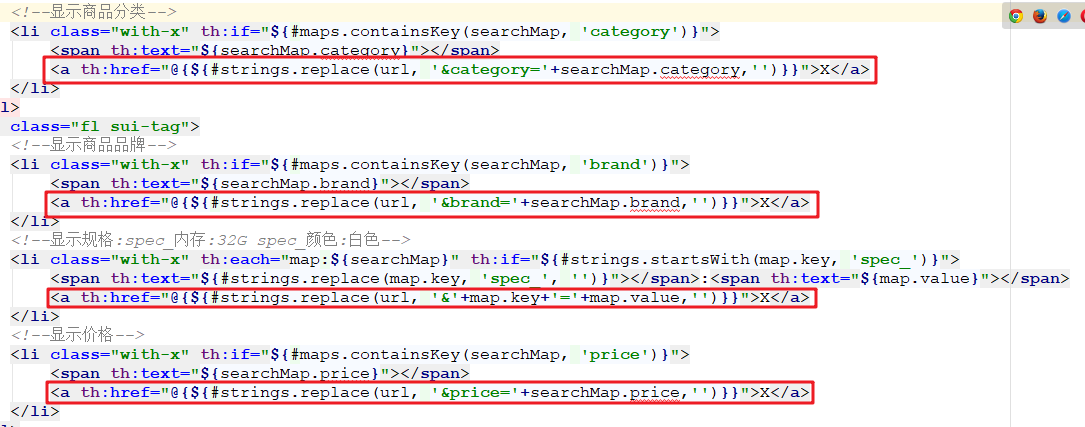 <!--显示商品分类-->
<li class="with-x" th:if="${#maps.containsKey(searchMap, 'category')}">
<span th:text="${searchMap.category}"></span>
<a th:href="@{${#strings.replace(url, '&category='+searchMap.category,'')}}">X</a>
</li>
l>
class="fl sui-tag">
<!--显示商品品牌-->
<li class="with-x" th:if="${#maps.containsKey(searchMap, 'brand')}">
<span th:text="${searchMap.brand}"></span>
<a th:href="@{${#strings.replace(url, '&brand='+searchMap.brand,'')}}">X</a>
</li>
<!--显示规格:spec_内存:32G spec_颜色:白色-->
<li class="with-x" th:each="map:${searchMap}" th:if="${#strings.startsWith(map.key, 'spec_')}">
<span th:text="${#strings.replace(map.key, 'spec_', '')}"></span>:<span th:text="${map.value}"></span>
<a th:href="@{${#strings.replace(url, '&'+map.key+'='+map.value,'')}}">X</a>
</li>
<!--显示价格-->
<li class="with-x" th:if="${#maps.containsKey(searchMap, 'price')}">
<span th:text="${searchMap.price}"></span>
<a th:href="@{${#strings.replace(url, '&price='+searchMap.price,'')}}">X</a>
</li>